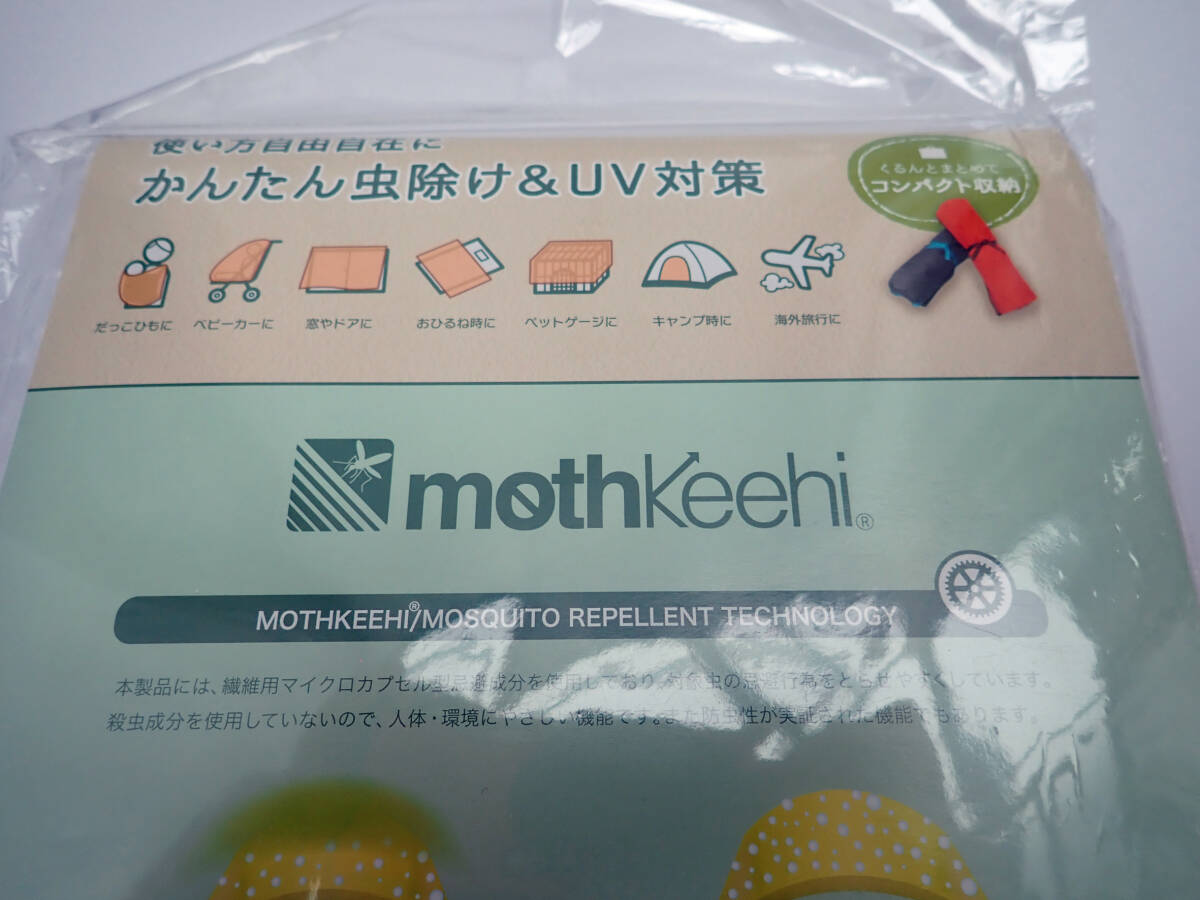 使い方自由自在に
かんたん虫除け&UV対策
くるんとまとめて
コンパクト収納
だっこひもに
ベビーカーに
窓やドアに
おひるね時に
ペットゲージに
キャンプ時に
海外旅行に
mothkeehi®
MOTHKEEHI®/MOSQUITO REPELLENT TECHNOLOGY
本製品には、繊維用マイクロカプセル型忌避成分を使用しており、対象虫の忌避行為をとらせやすくしています。
殺虫成分を使用していないので、人体・環境にやさしい機能です。また防虫性が実証された機能でもあります。